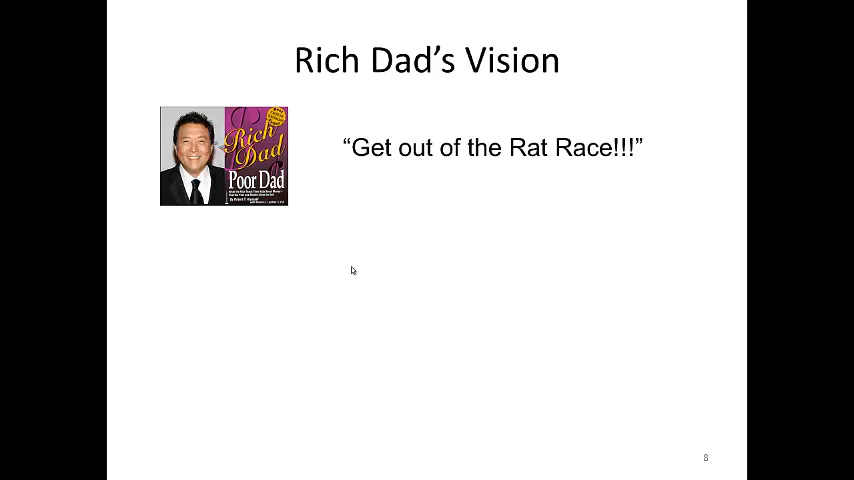 Rich Dad’s Vision
Rich
Dad
Poor Dad
“Get out of the Rat Race!!!”
8